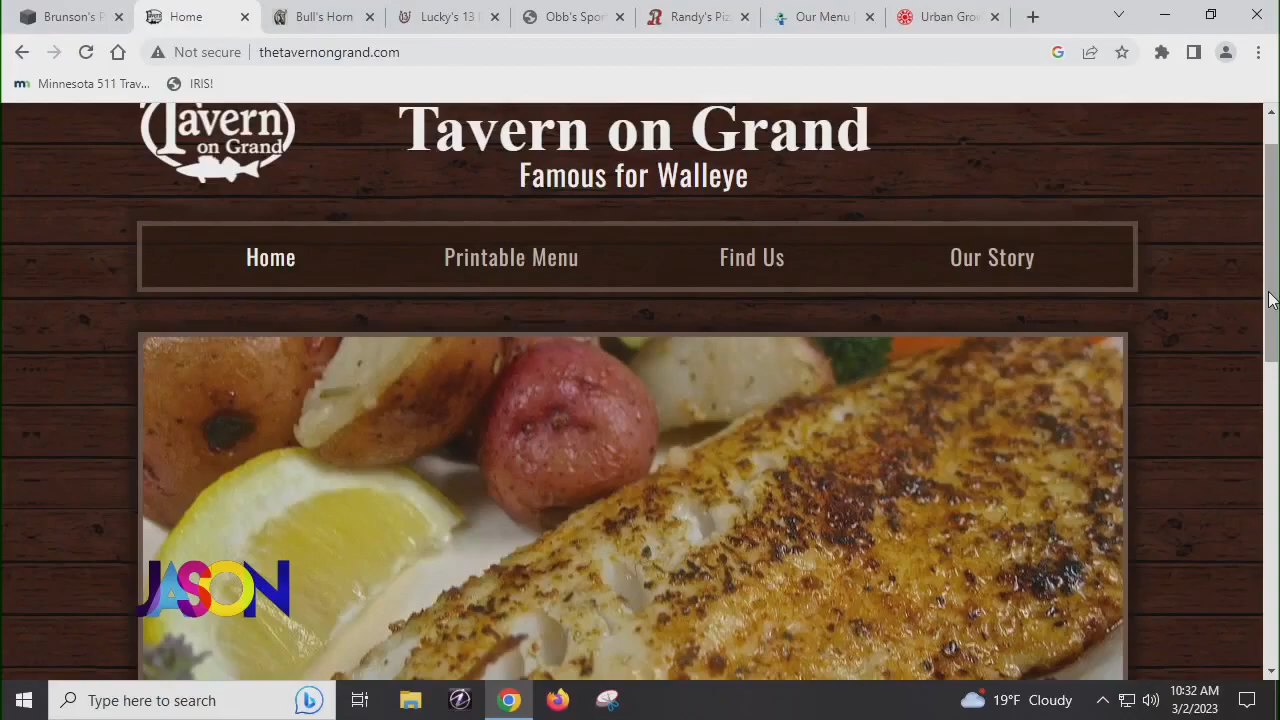 Brunson's P
Home
Bull's Horn
Lucky's 13
Obb's Spor
Randy's Piz
Our Menu
Urban Gro
Not secure
thetavernongrand.com
Minnesota 511 Trav...
IRIS!
Tavern
on Grand
Tavern on Grand
Famous for Walleye
Home
Printable Menu
Find Us
Our Story
JASON
Type here to search
19°F Cloudy
10:32 AM
3/2/2023